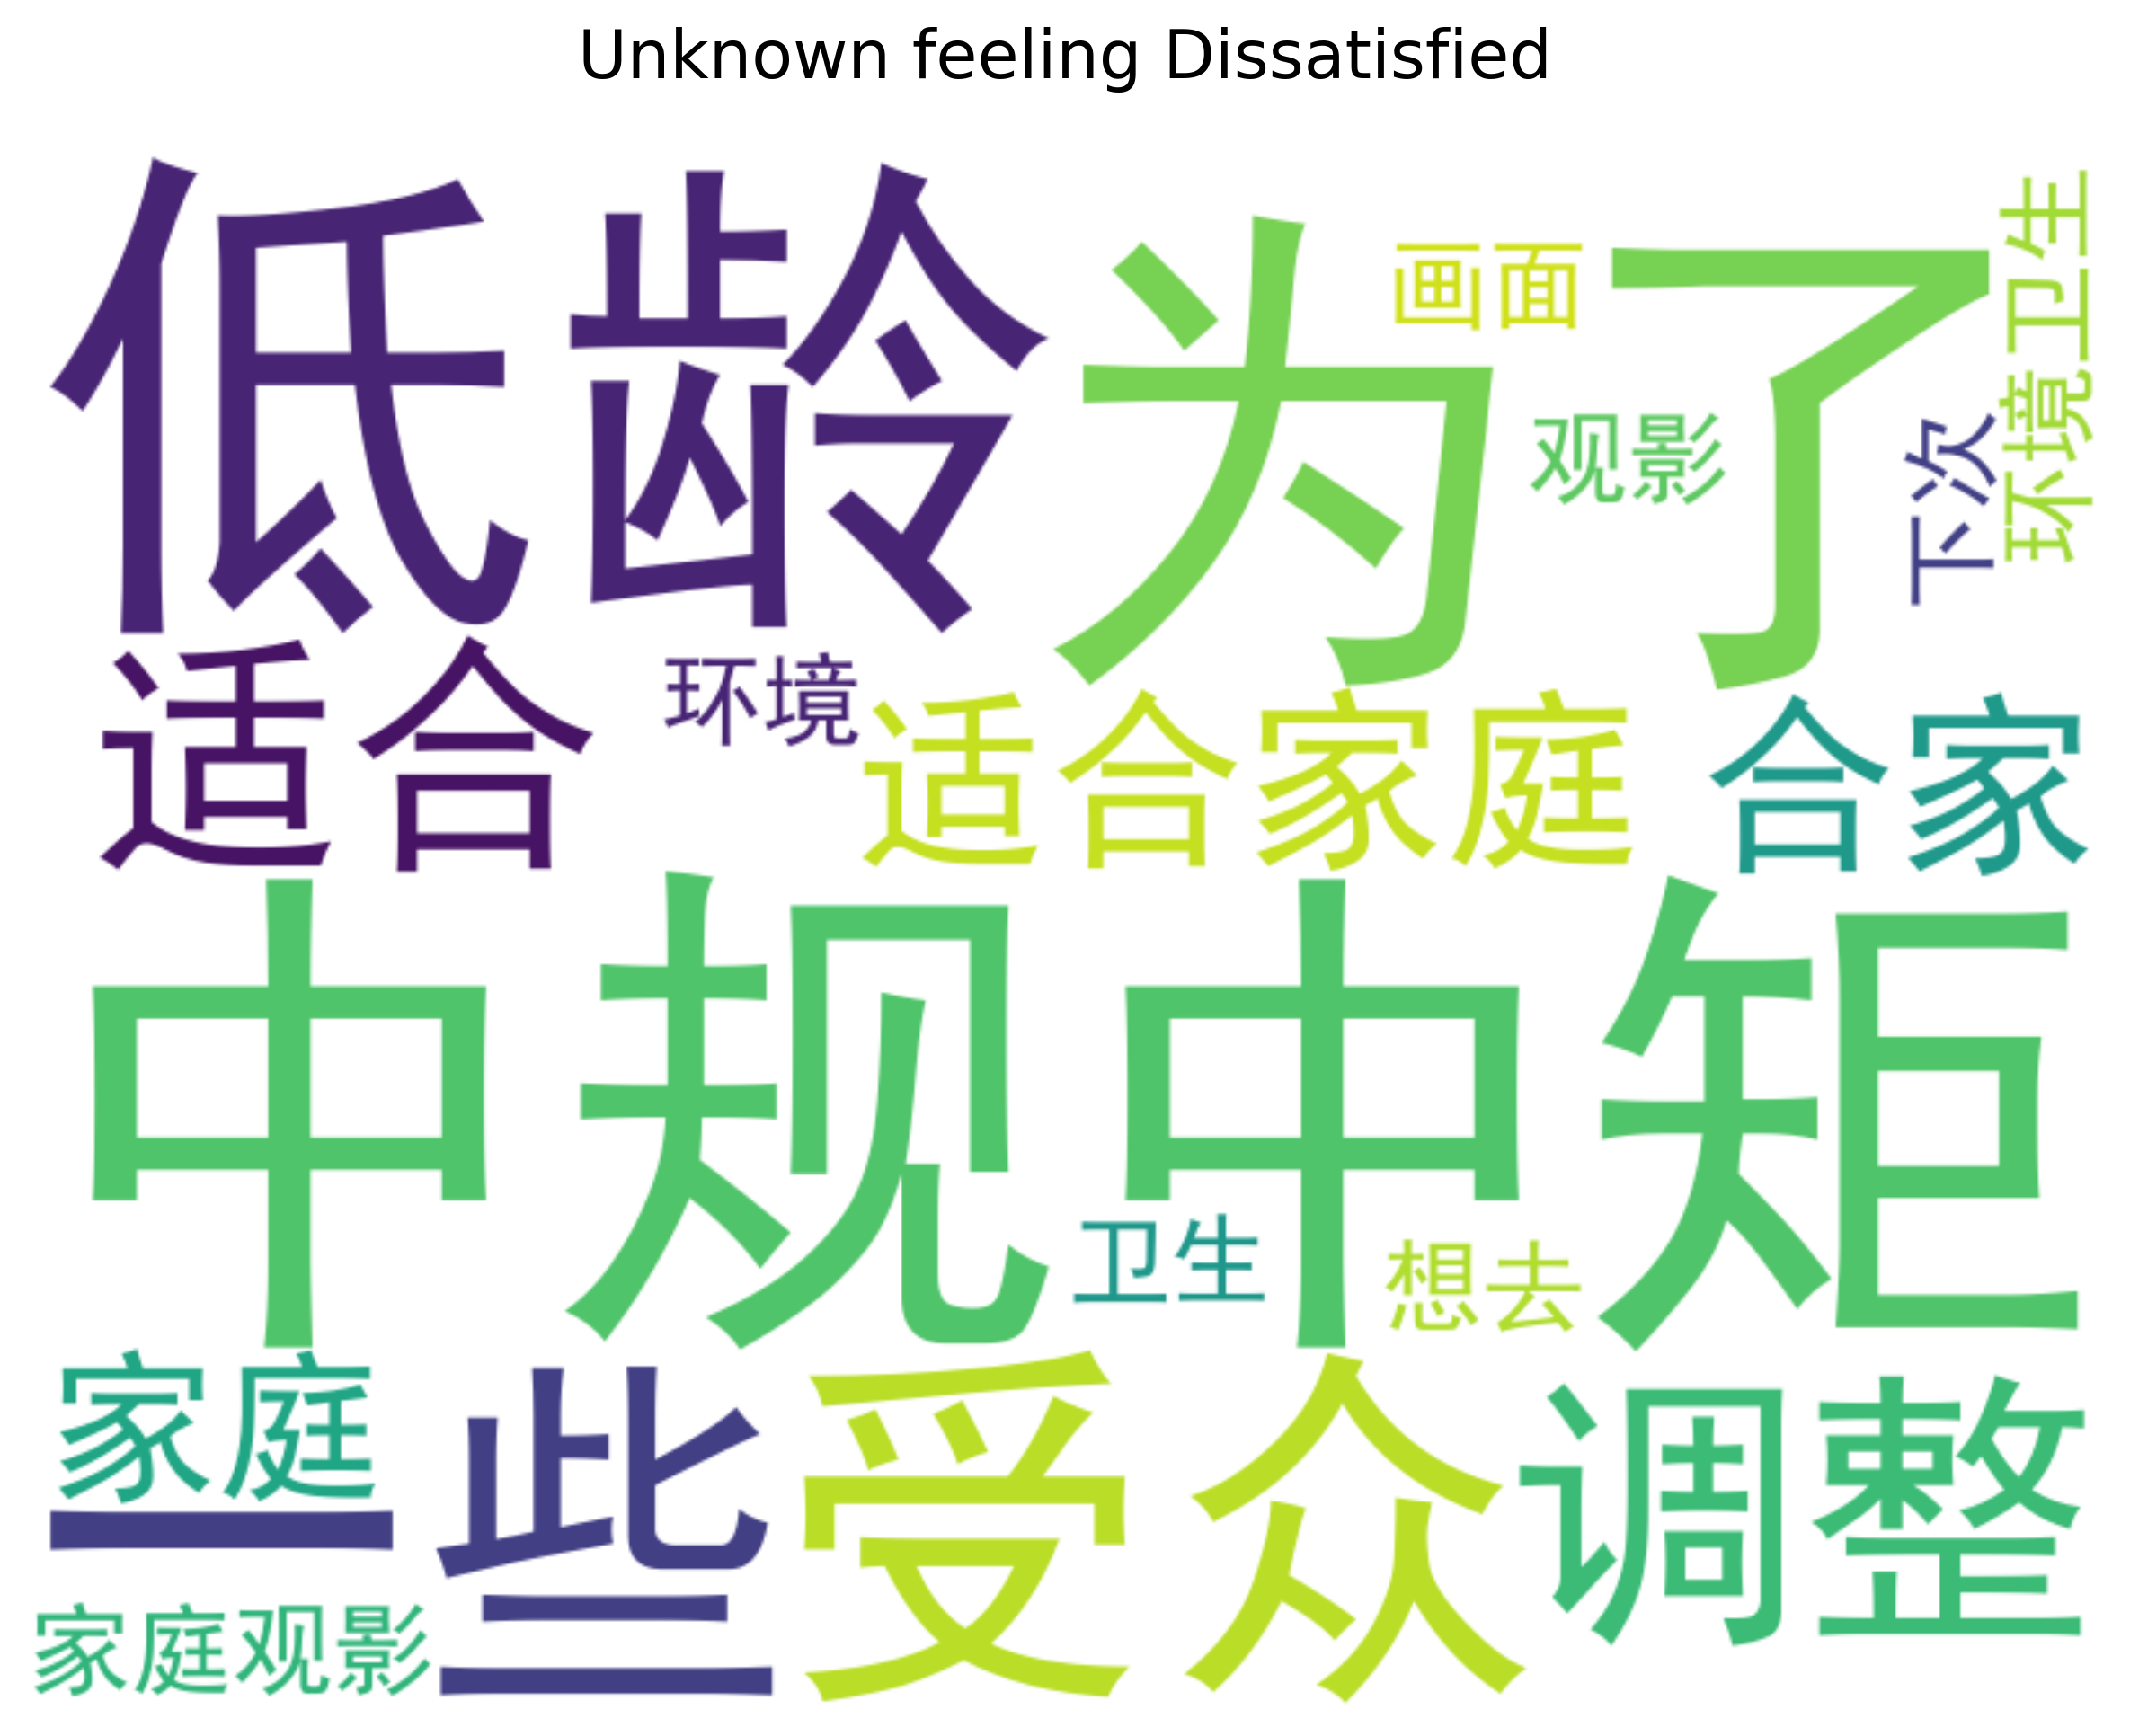 Unknown feeling Dissatisfied
低龄
为了
画面
观影
下次
环境卫生
适合
环境
适合家庭
合家
中规中矩
卫生
想去
家庭
一些
受众
调整
家庭观影